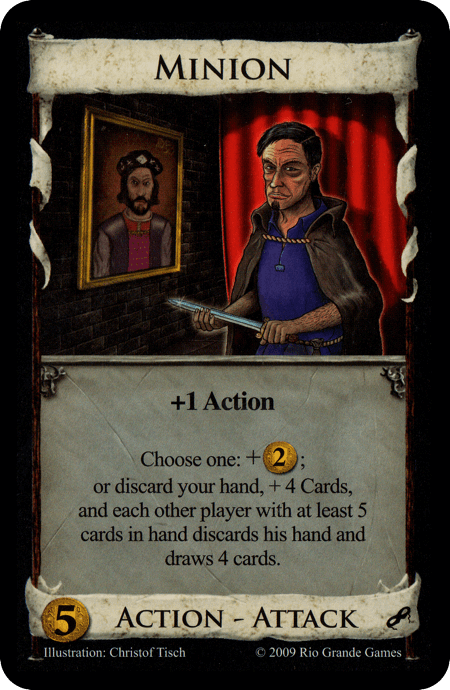 MINION
+1 Action
Choose one: +2;
or discard your hand, + 4 Cards,
and each other player with at least 5
cards in hand discards his hand and
draws 4 cards.
5 ACTION - ATTACK
Illustration: Christof Tisch © 2009 Rio Grande Games